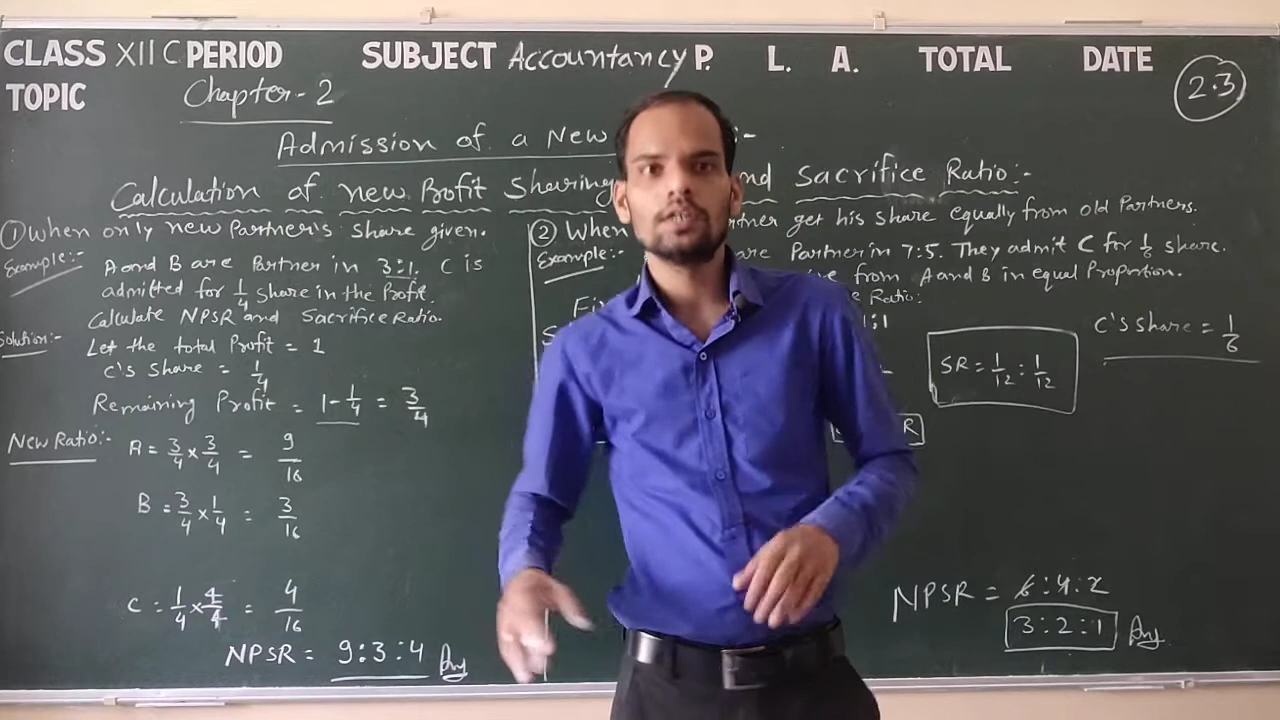 CLASS XII C PERIOD SUBJECT Accountancy P. L. A. TOTAL DATE
TOPIC Chapter - 2
2.3
Admission of a New :-
Calculation of new Profit Sharing nd Sacrifice Ratio:-
① When only new Partner's share given.
Example:-
A and B are Partner in 3:1. C is
admitted for 1/4 share in the Profit.
Calculate NPSR and Sacrifice Ratio.
Solution:-
Let the total Profit = 1
C's share = 1/4
Remaining Profit = 1 - 1/4 = 3/4
New Ratio:-
A = 3/4 × 3/4 = 9/16
B = 3/4 × 1/4 = 3/16
C = 1/4 × 4/4 = 4/16
NPSR = 9:3:4 Ans
② When rtner get his share equally from old Partners.
Example:-
are Partner in 7:5. They admit C for 1/6 share.
from A and B in equal Proportion.
Ratio:
1:1
SR = 1/12 : 1/12
C's share = 1/6
R
NPSR = 6:4:2
3:2:1 Ans